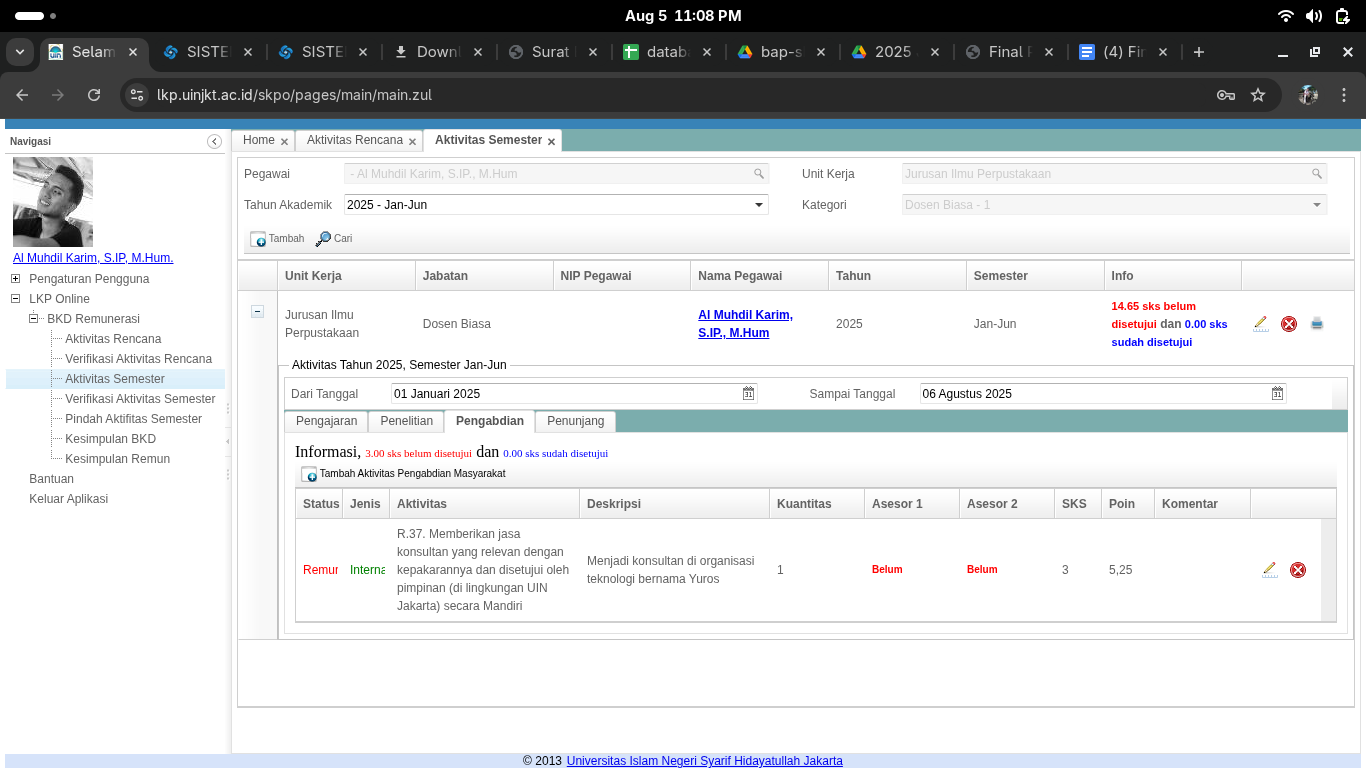 Aug 5 11:08 PM
Selam
SISTE
SISTE
Downl
Surat
datab
bap-s
2025
Final
(4) Fi
lkp.uinjkt.ac.id/skpo/pages/main/main.zul
Navigasi
Al Muhdil Karim, S.IP, M.Hum.
Pengaturan Pengguna
LKP Online
BKD Remunerasi
Aktivitas Rencana
Verifikasi Aktivitas Rencana
Aktivitas Semester
Verifikasi Aktivitas Semester
Pindah Aktifitas Semester
Kesimpulan BKD
Kesimpulan Remun
Bantuan
Keluar Aplikasi
Home
Aktivitas Rencana
Aktivitas Semester
Pegawai - Al Muhdil Karim, S.IP., M.Hum
Unit Kerja Jurusan Ilmu Perpustakaan
Tahun Akademik 2025 - Jan-Jun
Kategori Dosen Biasa - 1
Tambah Cari
Unit Kerja Jabatan NIP Pegawai Nama Pegawai Tahun Semester Info
Jurusan Ilmu
Perpustakaan
Dosen Biasa
Al Muhdil Karim,
S.IP., M.Hum
2025
Jan-Jun
14.65 sks belum
disetujui dan 0.00 sks
sudah disetujui
Aktivitas Tahun 2025, Semester Jan-Jun
Dari Tanggal 01 Januari 2025 Sampai Tanggal 06 Agustus 2025
Pengajaran Penelitian Pengabdian Penunjang
Informasi, 3.00 sks belum disetujui dan 0.00 sks sudah disetujui
Tambah Aktivitas Pengabdian Masyarakat
Status Jenis Aktivitas Deskripsi Kuantitas Asesor 1 Asesor 2 SKS Poin Komentar
Remur
Interna
R.37. Memberikan jasa
konsultan yang relevan dengan
kepakarannya dan disetujui oleh
pimpinan (di lingkungan UIN
Jakarta) secara Mandiri
Menjadi konsultan di organisasi
teknologi bernama Yuros
1
Belum
Belum
3
5,25
© 2013 Universitas Islam Negeri Syarif Hidayatullah Jakarta